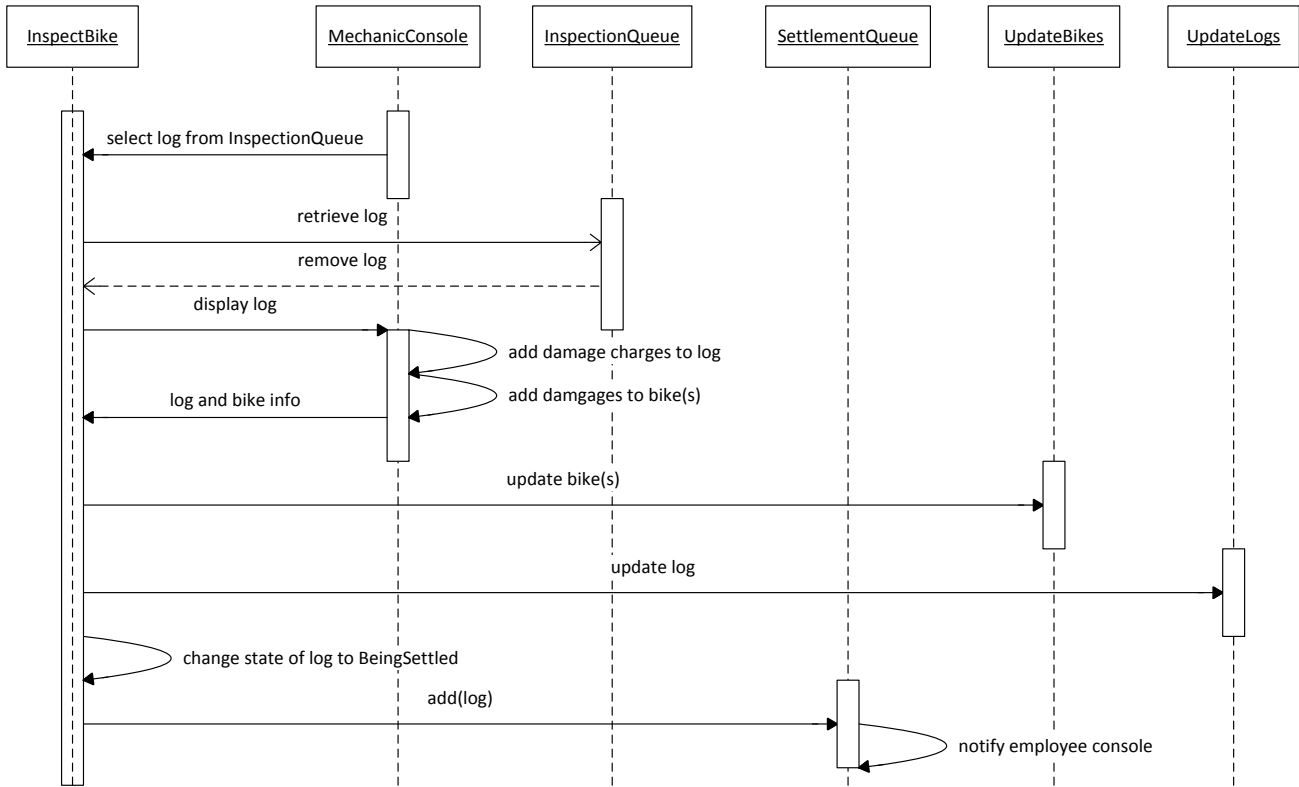 InspectBike
MechanicConsole
InspectionQueue
SettlementQueue
UpdateBikes
UpdateLogs
select log from InspectionQueue
retrieve log
remove log
display log
add damage charges to log
add damgages to bike(s)
log and bike info
update bike(s)
update log
change state of log to BeingSettled
add(log)
notify employee console